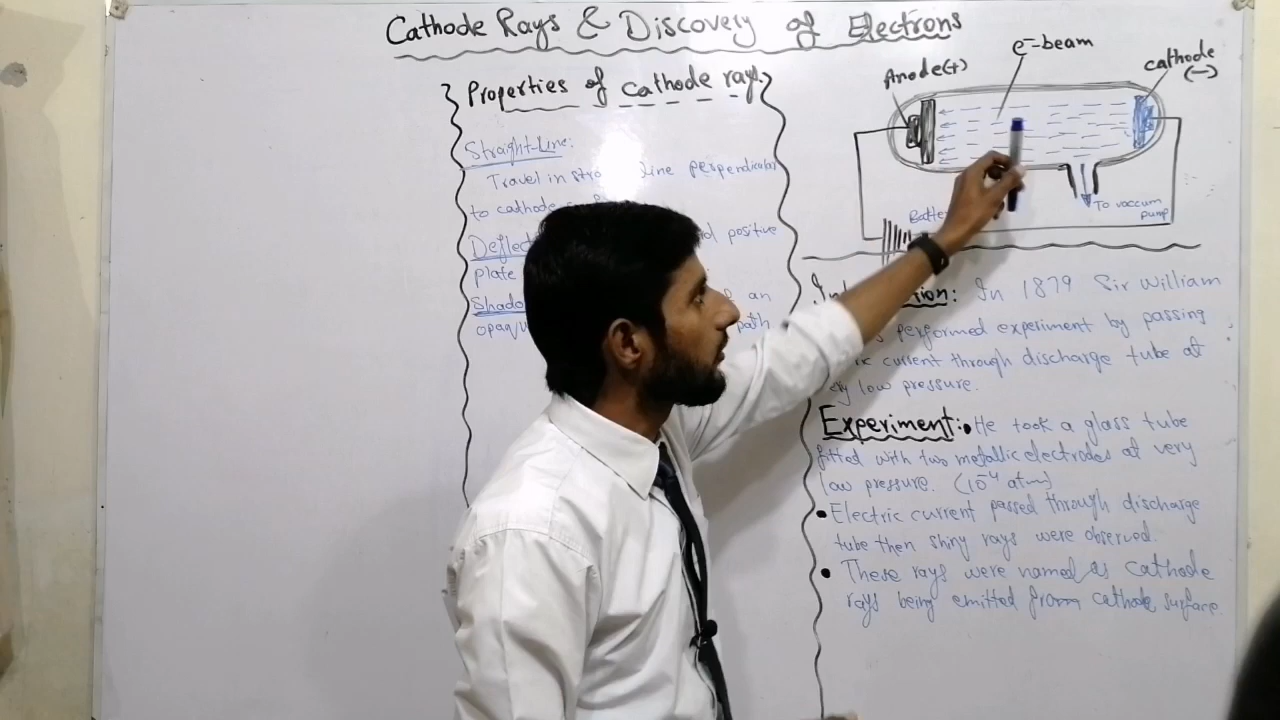 Cathode Rays & Discovery of Electrons
Properties of cathode rays
Straight-Line:
Travel in line perpendicular
to cathode
positive
plate
an
path
Anode(+)
e⁻-beam
cathode
(-)
To vaccum
pump
In 1879 Sir William
performed experiment by passing
current through discharge tube at
low pressure.
Experiment: • He took a glass tube
fitted with two metallic electrodes at very
low pressure. (10⁻⁴ atm)
• Electric current passed through discharge
tube then shiny rays were observed.
• These rays were named as cathode
rays being emitted from cathode surface